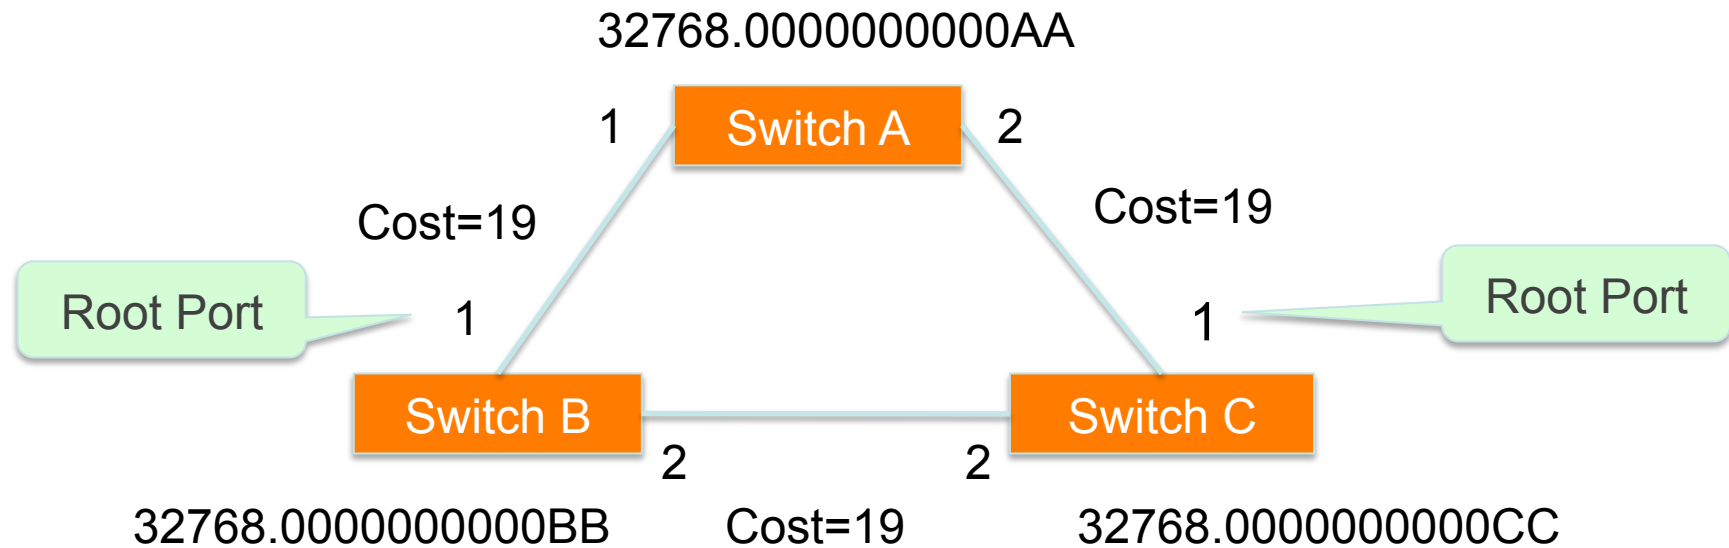 32768.0000000000AA
1
Switch A
2
Cost=19
Cost=19
Root Port
1
1
Root Port
Switch B
Switch C
2
2
32768.0000000000BB
Cost=19
32768.0000000000CC